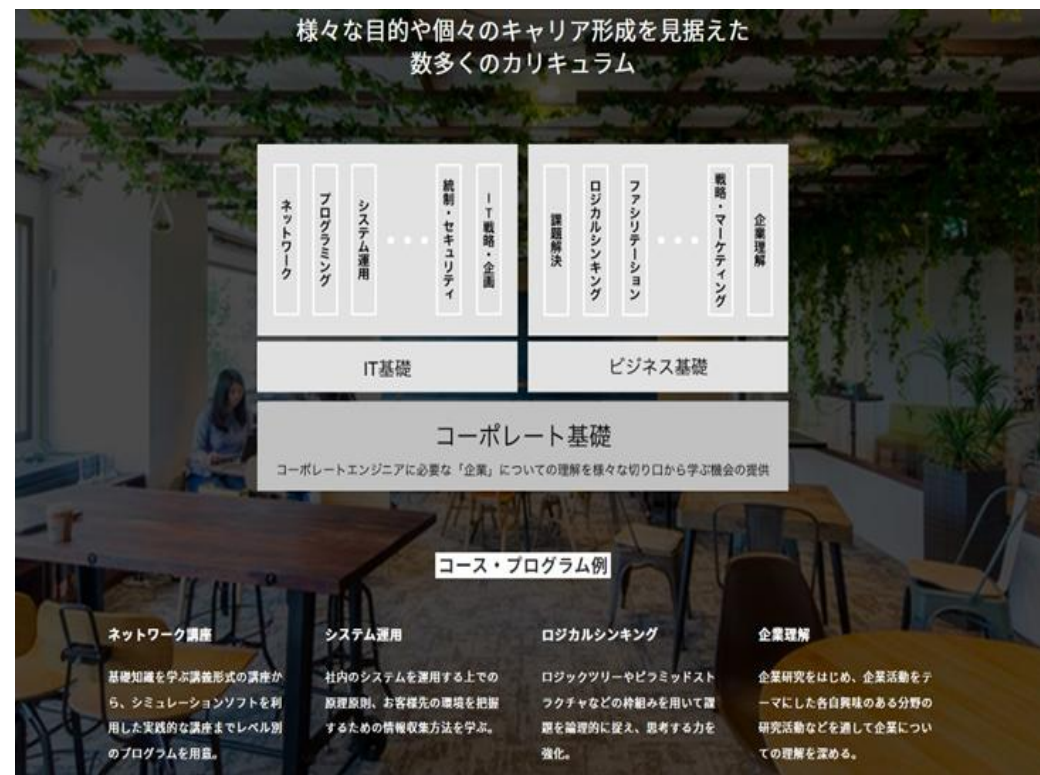 様々な目的や個々のキャリア形成を見据えた
数多くのカリキュラム
ネットワーク
プログラミング
システム運用
・・・
統制・セキュリティ
IT戦略・企画
課題解決
ロジカルシンキング
ファシリテーション
・・・
戦略・マーケティング
企業理解
IT基礎
ビジネス基礎
コーポレート基礎
コーポレートエンジニアに必要な「企業」についての理解を様々な切り口から学ぶ機会の提供
コース・プログラム例
ネットワーク講座
基礎知識を学ぶ講義形式の講座か
ら、シミュレーションソフトを利
用した実践的な講座までレベル別
のプログラムを用意。
システム運用
社内のシステムを運用する上での
原理原則、お客様先の環境を把握
するための情報収集方法を学ぶ。
ロジカルシンキング
ロジックツリーやピラミッドスト
ラクチャなどの枠組みを用いて課
題を論理的に捉え、思考する力を
強化。
企業理解
企業研究をはじめ、企業活動をテ
ーマにした各自興味のある分野の
研究活動などを通して企業につい
ての理解を深める。